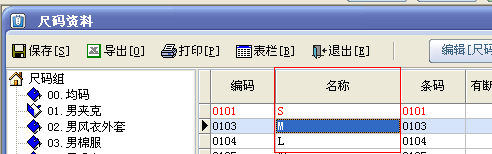 尺码资料
保存[S] 导出[O] 打印[P] 表栏[B] 退出[E] 编辑[尺
尺码组 编码 名称 条码 有断
00. 均码 0101 S 0101
01. 男夹克 0103 M 0103
02. 男风衣外套 0104 L 0104
03. 男棉服